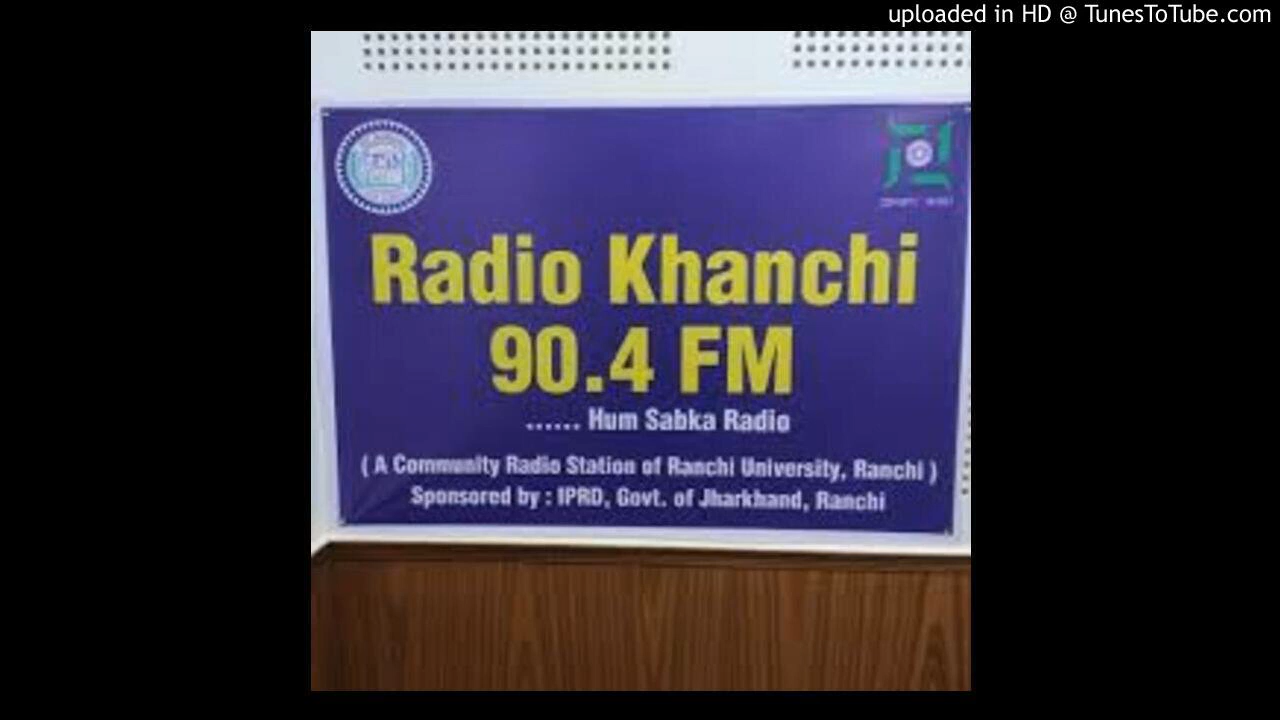 uploaded in HD @ TunesToTube.com
Radio Khanchi
90.4 FM
...... Hum Sabka Radio
( A Community Radio Station of Ranchi University, Ranchi )
Sponsored by : IPRD, Govt. of Jharkhand, Ranchi